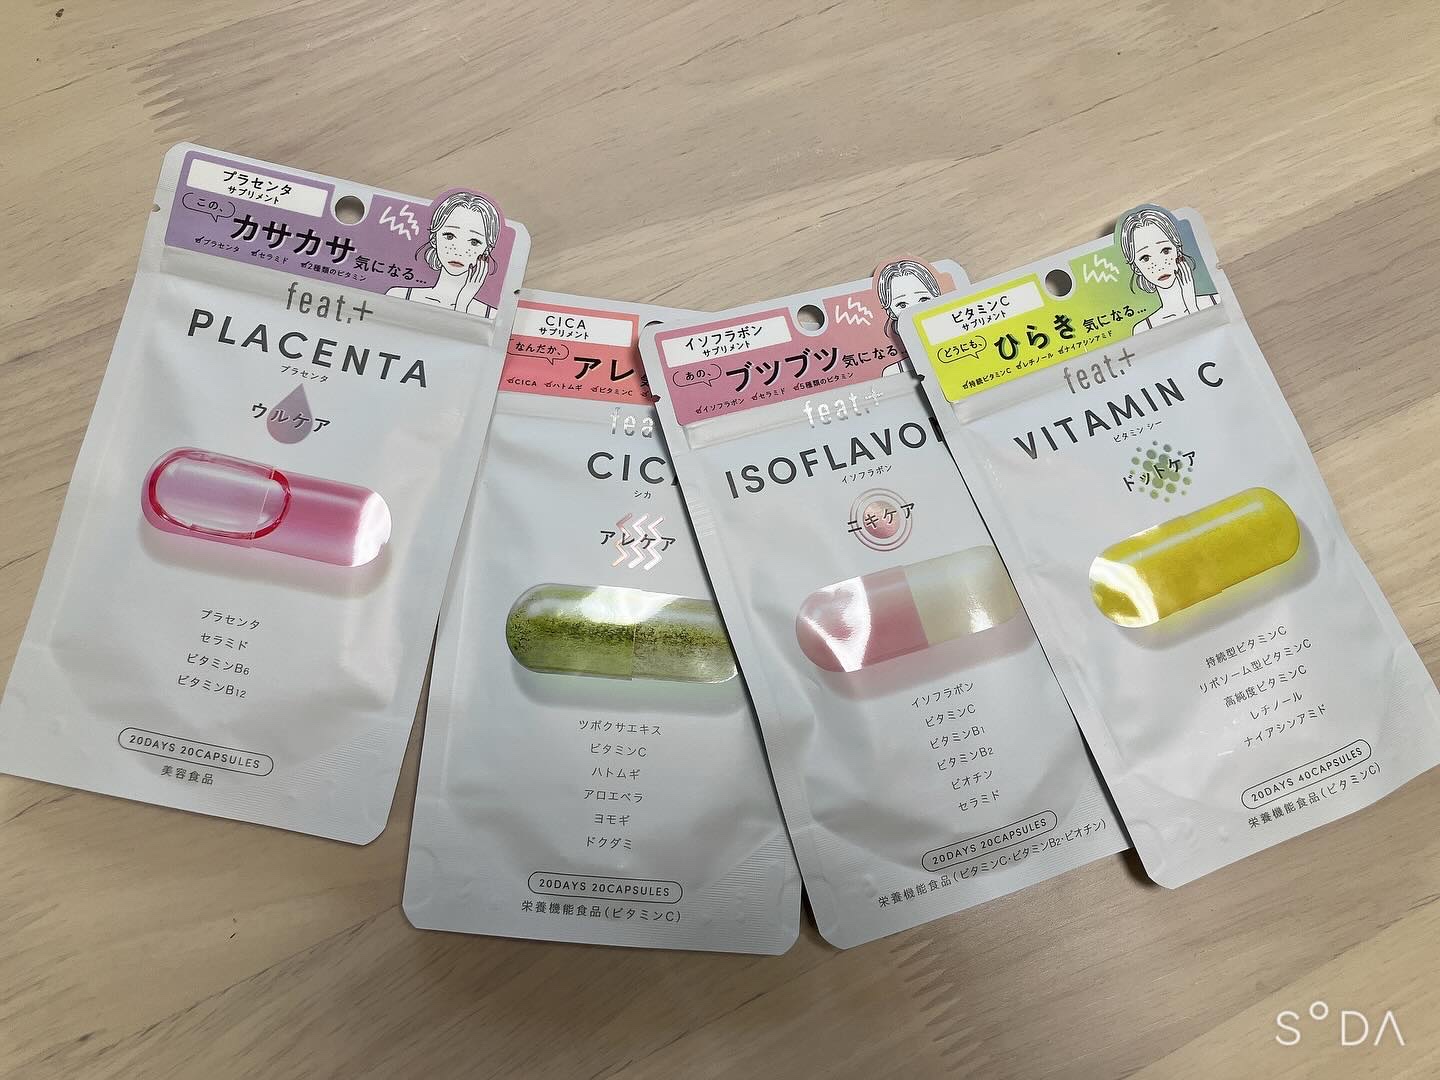 プラセンタ
サプリメント
この、
カサカサ気になる…
プラセンタ セラミド 2種類のビタミン
feat.+
PLACENTA
プラセンタ
ウルケア
プラセンタ
セラミド
ビタミンB6
ビタミンB12
20DAYS 20CAPSULES
美容食品
CICA
サプリメント
なんだか、
アレ
CICA ハトムギ ビタミンC
fea
CIC
シカ
アレケア
ツボクサエキス
ビタミンC
ハトムギ
アロエベラ
ヨモギ
ドクダミ
20DAYS 20CAPSULES
栄養機能食品(ビタミンC)
イソフラボン
サプリメント
あの、
ブツブツ気になる…
イソフラボン セラミド 5種類のビタミン
feat.+
ISOFLAVO
イソフラボン
ニキケア
イソフラボン
ビタミンC
ビタミンB1
ビタミンB2
ビオチン
セラミド
20DAYS 20CAPSULES
栄養機能食品(ビタミンC・ビタミンB2・ビオチン)
ビタミンC
サプリメント
どうにも、
ひらき気になる…
持続ビタミンC レチノール ナイアシンアミド
feat.+
VITAMIN C
ビタミン シー
ドットケア
持続型ビタミンC
リポソーム型ビタミンC
高純度ビタミンC
レチノール
ナイアシンアミド
20DAYS 40CAPSULES
栄養機能食品(ビタミンC)
SODA